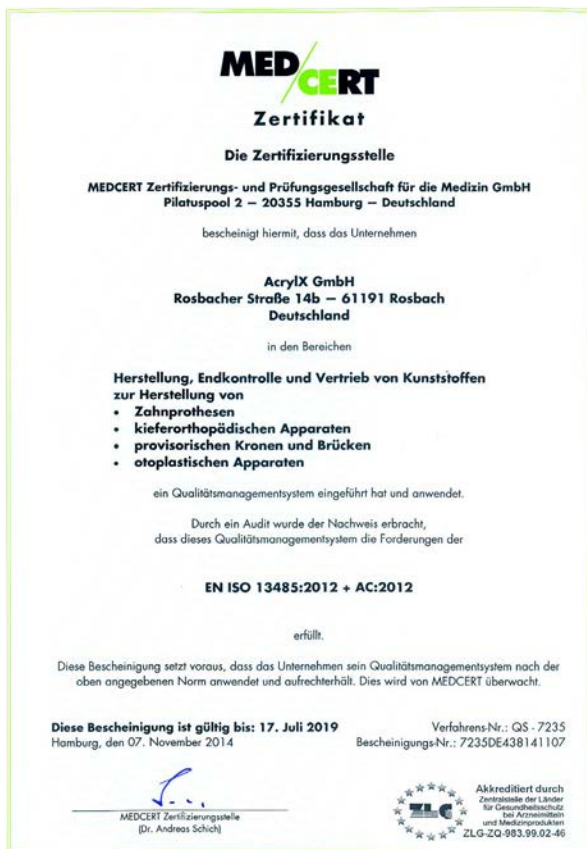 MED/CERT
Zertifikat
Die Zertifizierungsstelle
MEDCERT Zertifizierungs- und Prüfungsgesellschaft für die Medizin GmbH
Pilatuspool 2 – 20355 Hamburg – Deutschland
bescheinigt hiermit, dass das Unternehmen
AcrylX GmbH
Rosbacher Straße 14b – 61191 Rosbach
Deutschland
in den Bereichen
Herstellung, Endkontrolle und Vertrieb von Kunststoffen
zur Herstellung von
• Zahnprothesen
• kieferorthopädischen Apparaten
• provisorischen Kronen und Brücken
• otoplastischen Apparaten
ein Qualitätsmanagementsystem eingeführt hat und anwendet.
Durch ein Audit wurde der Nachweis erbracht,
dass dieses Qualitätsmanagementsystem die Forderungen der
EN ISO 13485:2012 + AC:2012
erfüllt.
Diese Bescheinigung setzt voraus, dass das Unternehmen sein Qualitätsmanagementsystem nach der
oben angegebenen Norm anwendet und aufrechterhält. Dies wird von MEDCERT überwacht.
Diese Bescheinigung ist gültig bis: 17. Juli 2019
Hamburg, den 07. November 2014
Verfahrens-Nr.: QS - 7235
Bescheinigungs-Nr.: 7235DE438141107
MEDCERT Zertifizierungsstelle
(Dr. Andreas Schich)
ZLG
Akkreditiert durch
Zentralstelle der Länder
für Gesundheitsschutz
bei Arzneimitteln
und Medizinprodukten
ZLG-ZQ-983.99.02-46